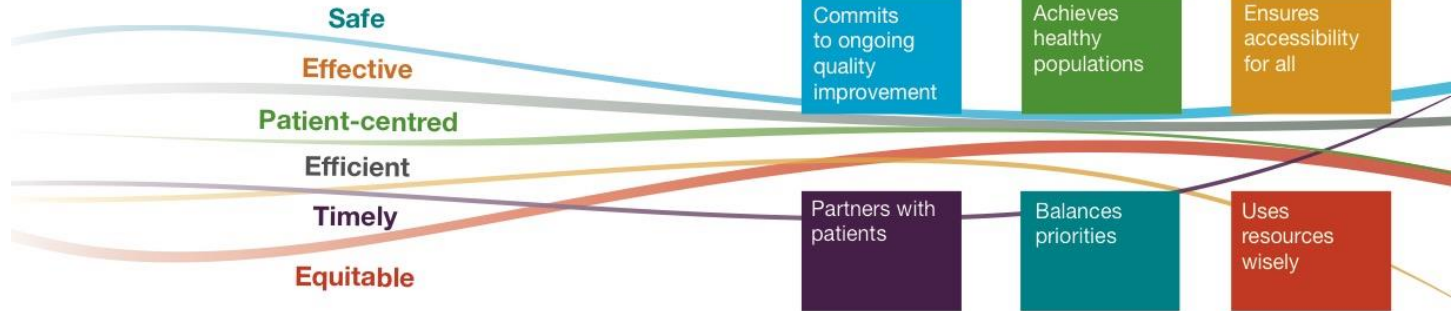 Safe
Effective
Patient-centred
Efficient
Timely
Equitable
Commits
to ongoing
quality
improvement
Achieves
healthy
populations
Ensures
accessibility
for all
Partners with
patients
Balances
priorities
Uses
resources
wisely